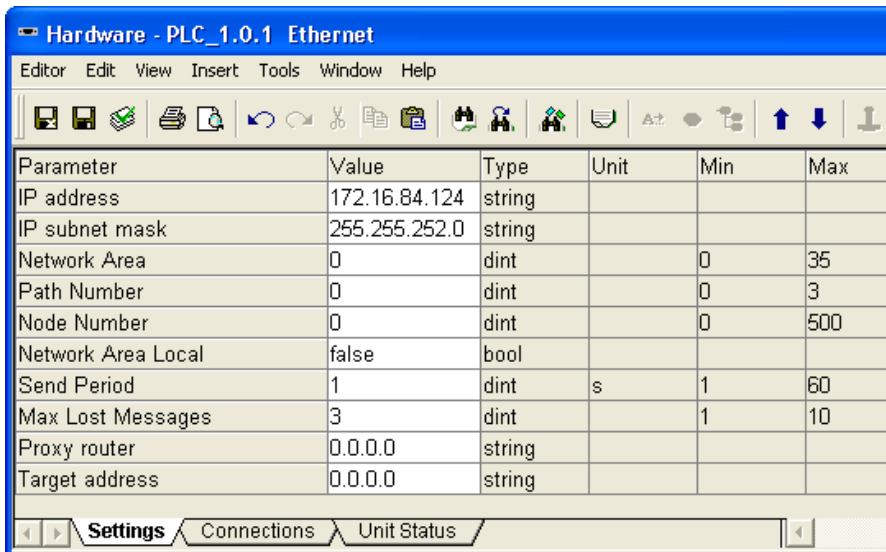 Hardware - PLC_1.0.1 Ethernet
Editor Edit View Insert Tools Window Help
Parameter Value Type Unit Min Max
IP address 172.16.84.124 string
IP subnet mask 255.255.252.0 string
Network Area 0 dint 0 35
Path Number 0 dint 0 3
Node Number 0 dint 0 500
Network Area Local false bool
Send Period 1 dint s 1 60
Max Lost Messages 3 dint 1 10
Proxy router 0.0.0.0 string
Target address 0.0.0.0 string
Settings Connections Unit Status